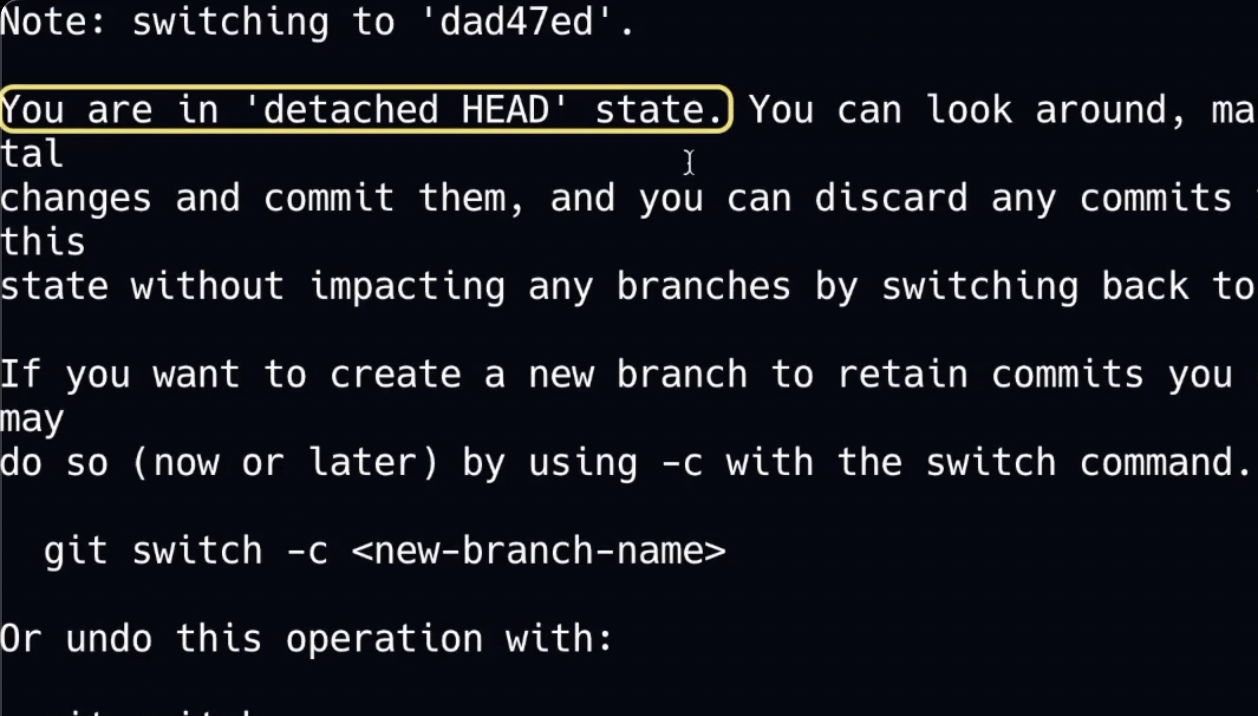 Note: switching to 'dad47ed'.
You are in 'detached HEAD' state. You can look around, ma
tal
changes and commit them, and you can discard any commits
this
state without impacting any branches by switching back to
If you want to create a new branch to retain commits you
may
do so (now or later) by using -c with the switch command.
git switch -c <new-branch-name>
Or undo this operation with: